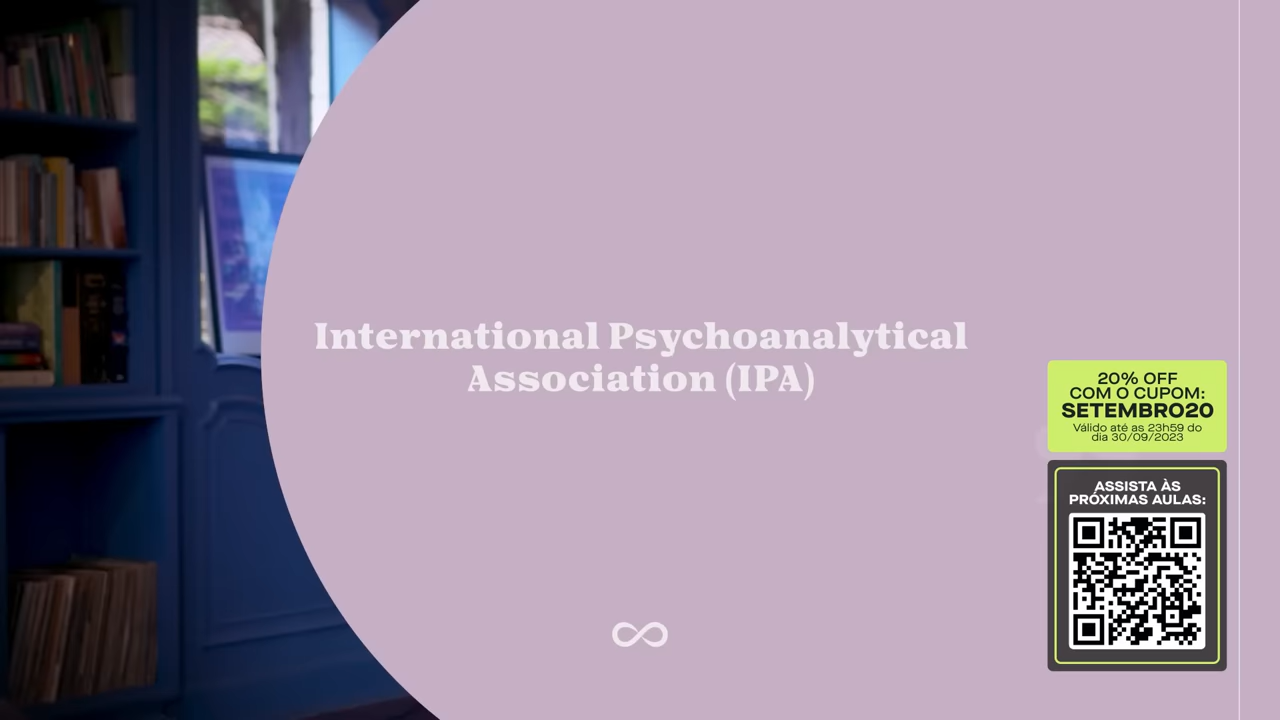 International Psychoanalytical
Association (IPA)
20% OFF
COM O CUPOM:
SETEMBRO20
Válido até as 23h59 do
dia 30/09/2023
ASSISTA ÀS
PRÓXIMAS AULAS: